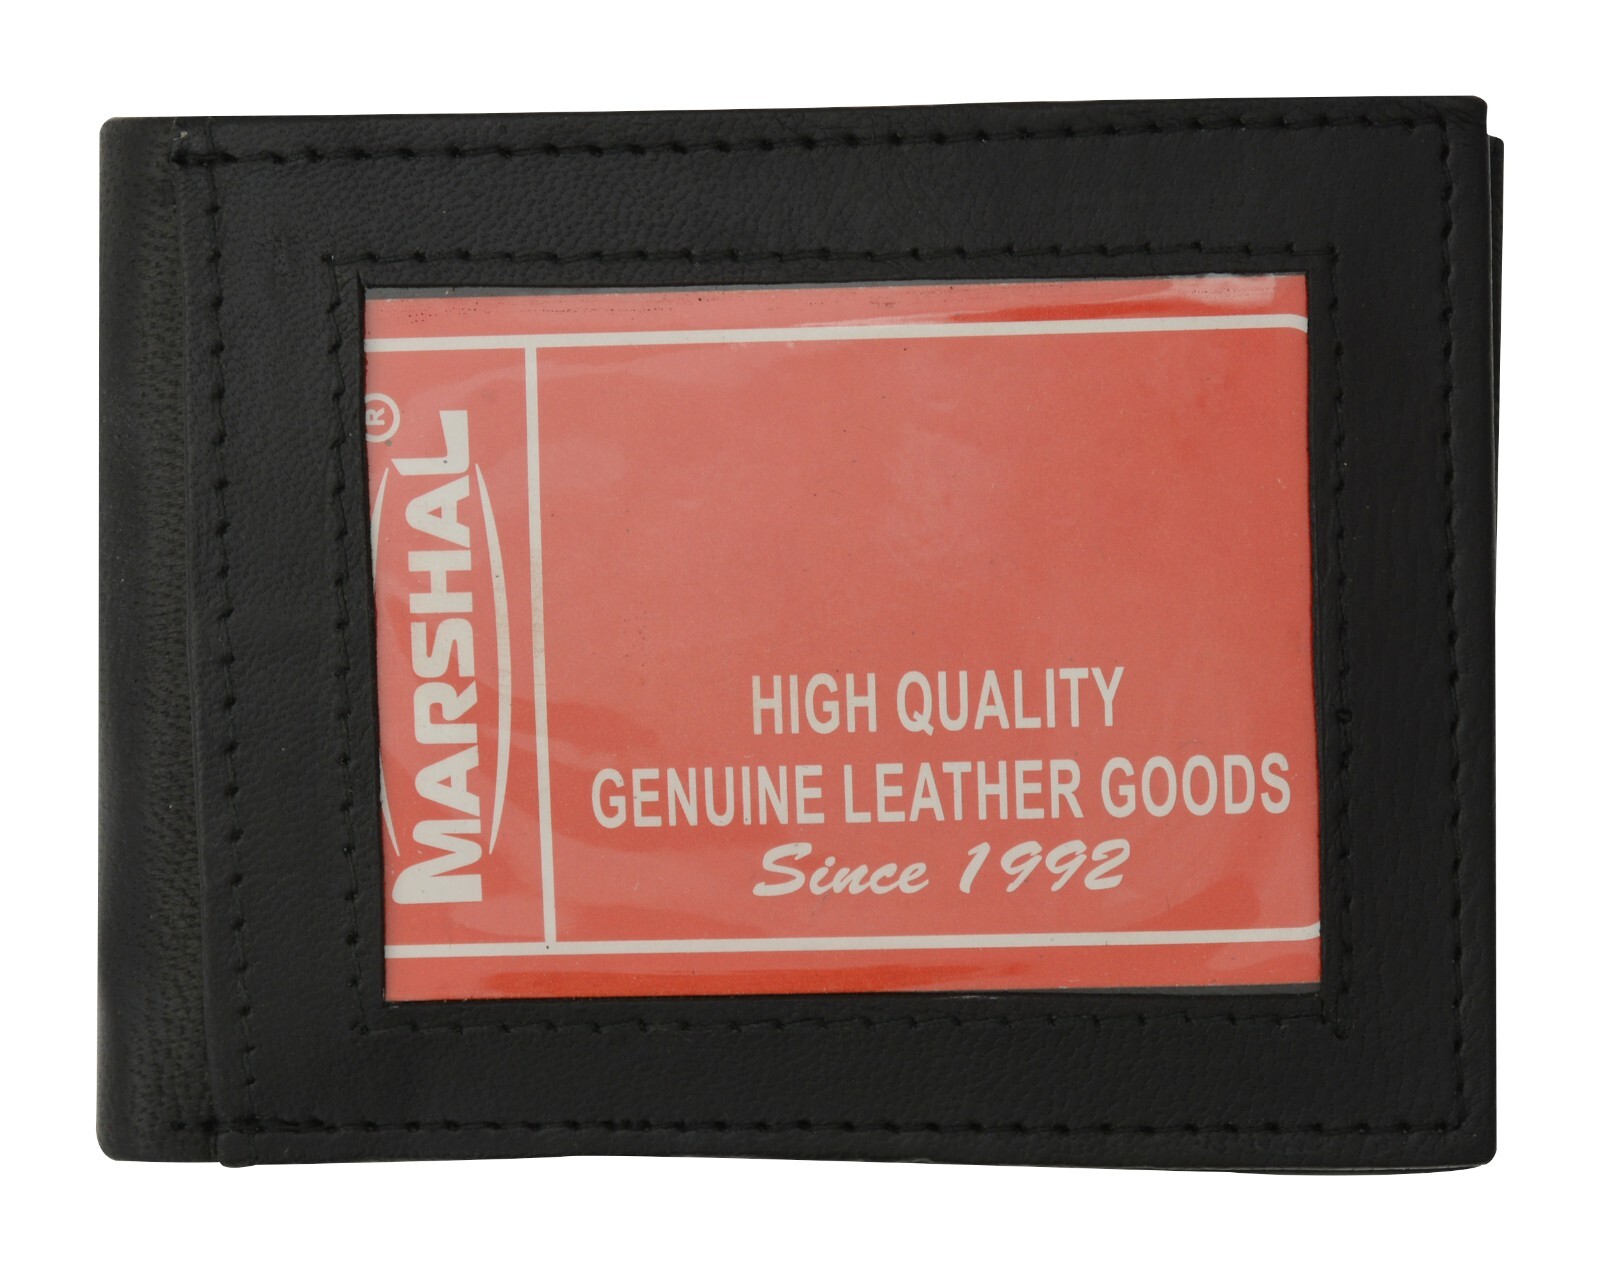 MARSHAL®
HIGH QUALITY
GENUINE LEATHER GOODS
Since 1992